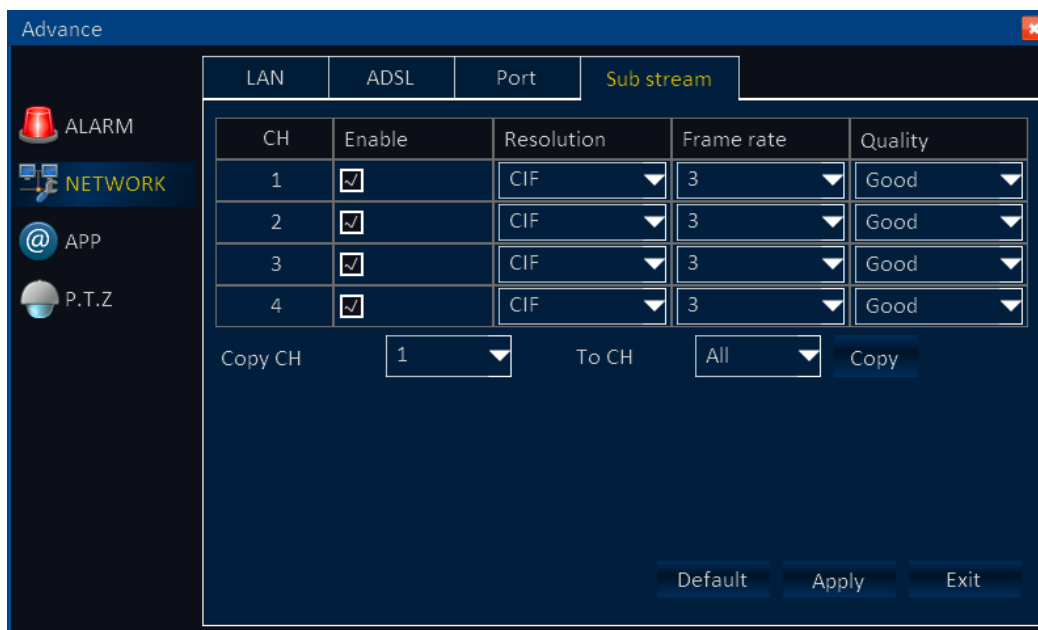 Advance
LAN ADSL Port Sub stream
ALARM
NETWORK
@ APP
P.T.Z
CH Enable Resolution Frame rate Quality
1 CIF 3 Good
2 CIF 3 Good
3 CIF 3 Good
4 CIF 3 Good
Copy CH 1 To CH All Copy
Default Apply Exit